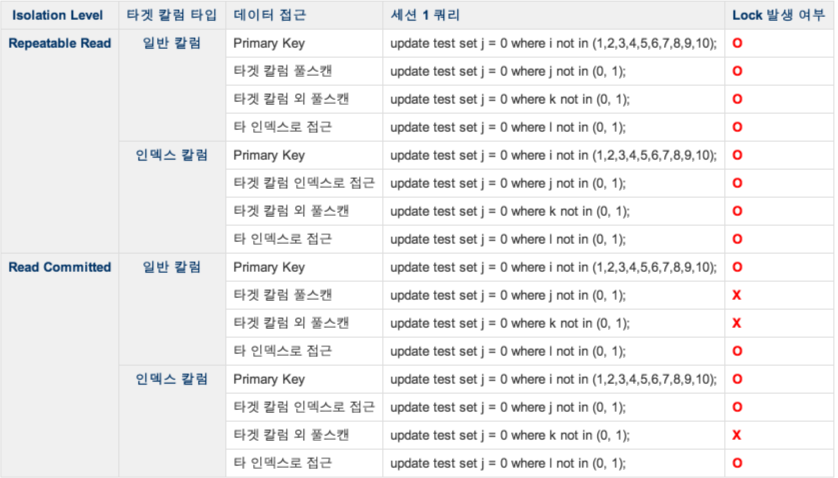 Isolation Level 타겟 칼럼 타입 데이터 접근 세션 1 쿼리 Lock 발생 여부
Repeatable Read 일반 칼럼 Primary Key update test set j = 0 where i not in (1,2,3,4,5,6,7,8,9,10); O
타겟 칼럼 풀스캔 update test set j = 0 where j not in (0, 1); O
타겟 칼럼 외 풀스캔 update test set j = 0 where k not in (0, 1); O
타 인덱스로 접근 update test set j = 0 where l not in (0, 1); O
인덱스 칼럼 Primary Key update test set j = 0 where i not in (1,2,3,4,5,6,7,8,9,10); O
타겟 칼럼 인덱스로 접근 update test set j = 0 where j not in (0, 1); O
타겟 칼럼 외 풀스캔 update test set j = 0 where k not in (0, 1); O
타 인덱스로 접근 update test set j = 0 where l not in (0, 1); O
Read Committed 일반 칼럼 Primary Key update test set j = 0 where i not in (1,2,3,4,5,6,7,8,9,10); O
타겟 칼럼 풀스캔 update test set j = 0 where j not in (0, 1); X
타겟 칼럼 외 풀스캔 update test set j = 0 where k not in (0, 1); X
타 인덱스로 접근 update test set j = 0 where l not in (0, 1); O
인덱스 칼럼 Primary Key update test set j = 0 where i not in (1,2,3,4,5,6,7,8,9,10); O
타겟 칼럼 인덱스로 접근 update test set j = 0 where j not in (0, 1); O
타겟 칼럼 외 풀스캔 update test set j = 0 where k not in (0, 1); X
타 인덱스로 접근 update test set j = 0 where l not in (0, 1); O